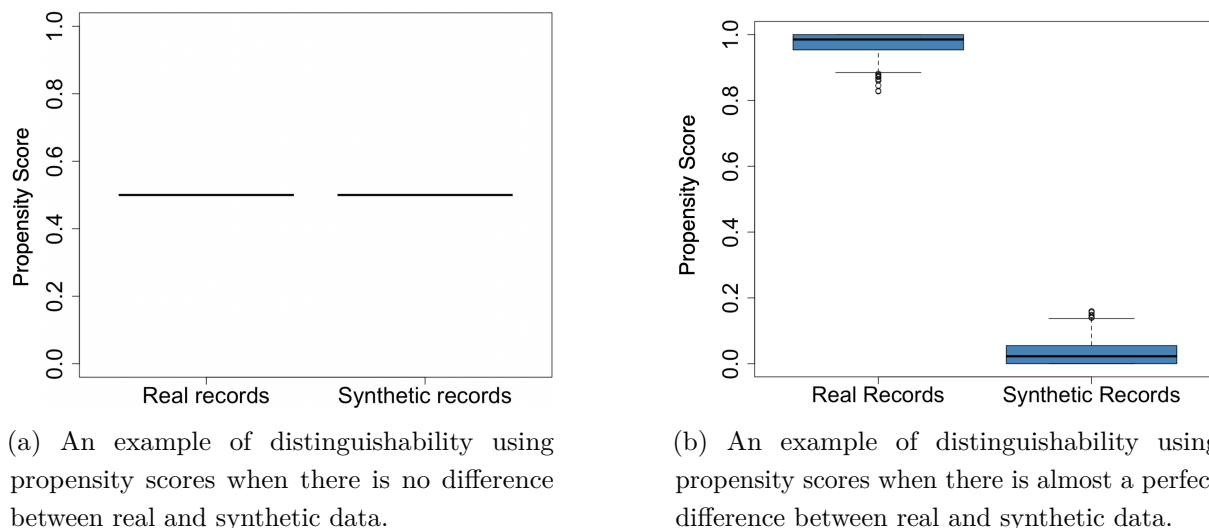 Propensity Score
1.0
0.8
0.6
0.4
0.2
0.0
Real records
Synthetic records
(a) An example of distinguishability using
propensity scores when there is no difference
between real and synthetic data.
Propensity Score
1.0
0.8
0.6
0.4
0.2
0.0
Real Records
Synthetic Records
(b) An example of distinguishability using
propensity scores when there is almost a perfec
difference between real and synthetic data.